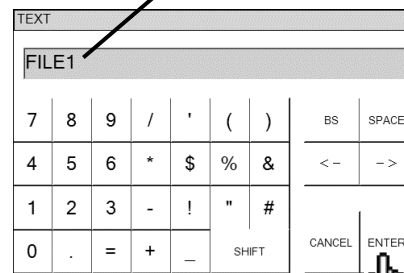 TEXT
FILE1
7 8 9 / ' ( ) BS SPACE
4 5 6 * $ % & <- ->
1 2 3 - ! " #
0 . = + _ SHIFT CANCEL ENTER